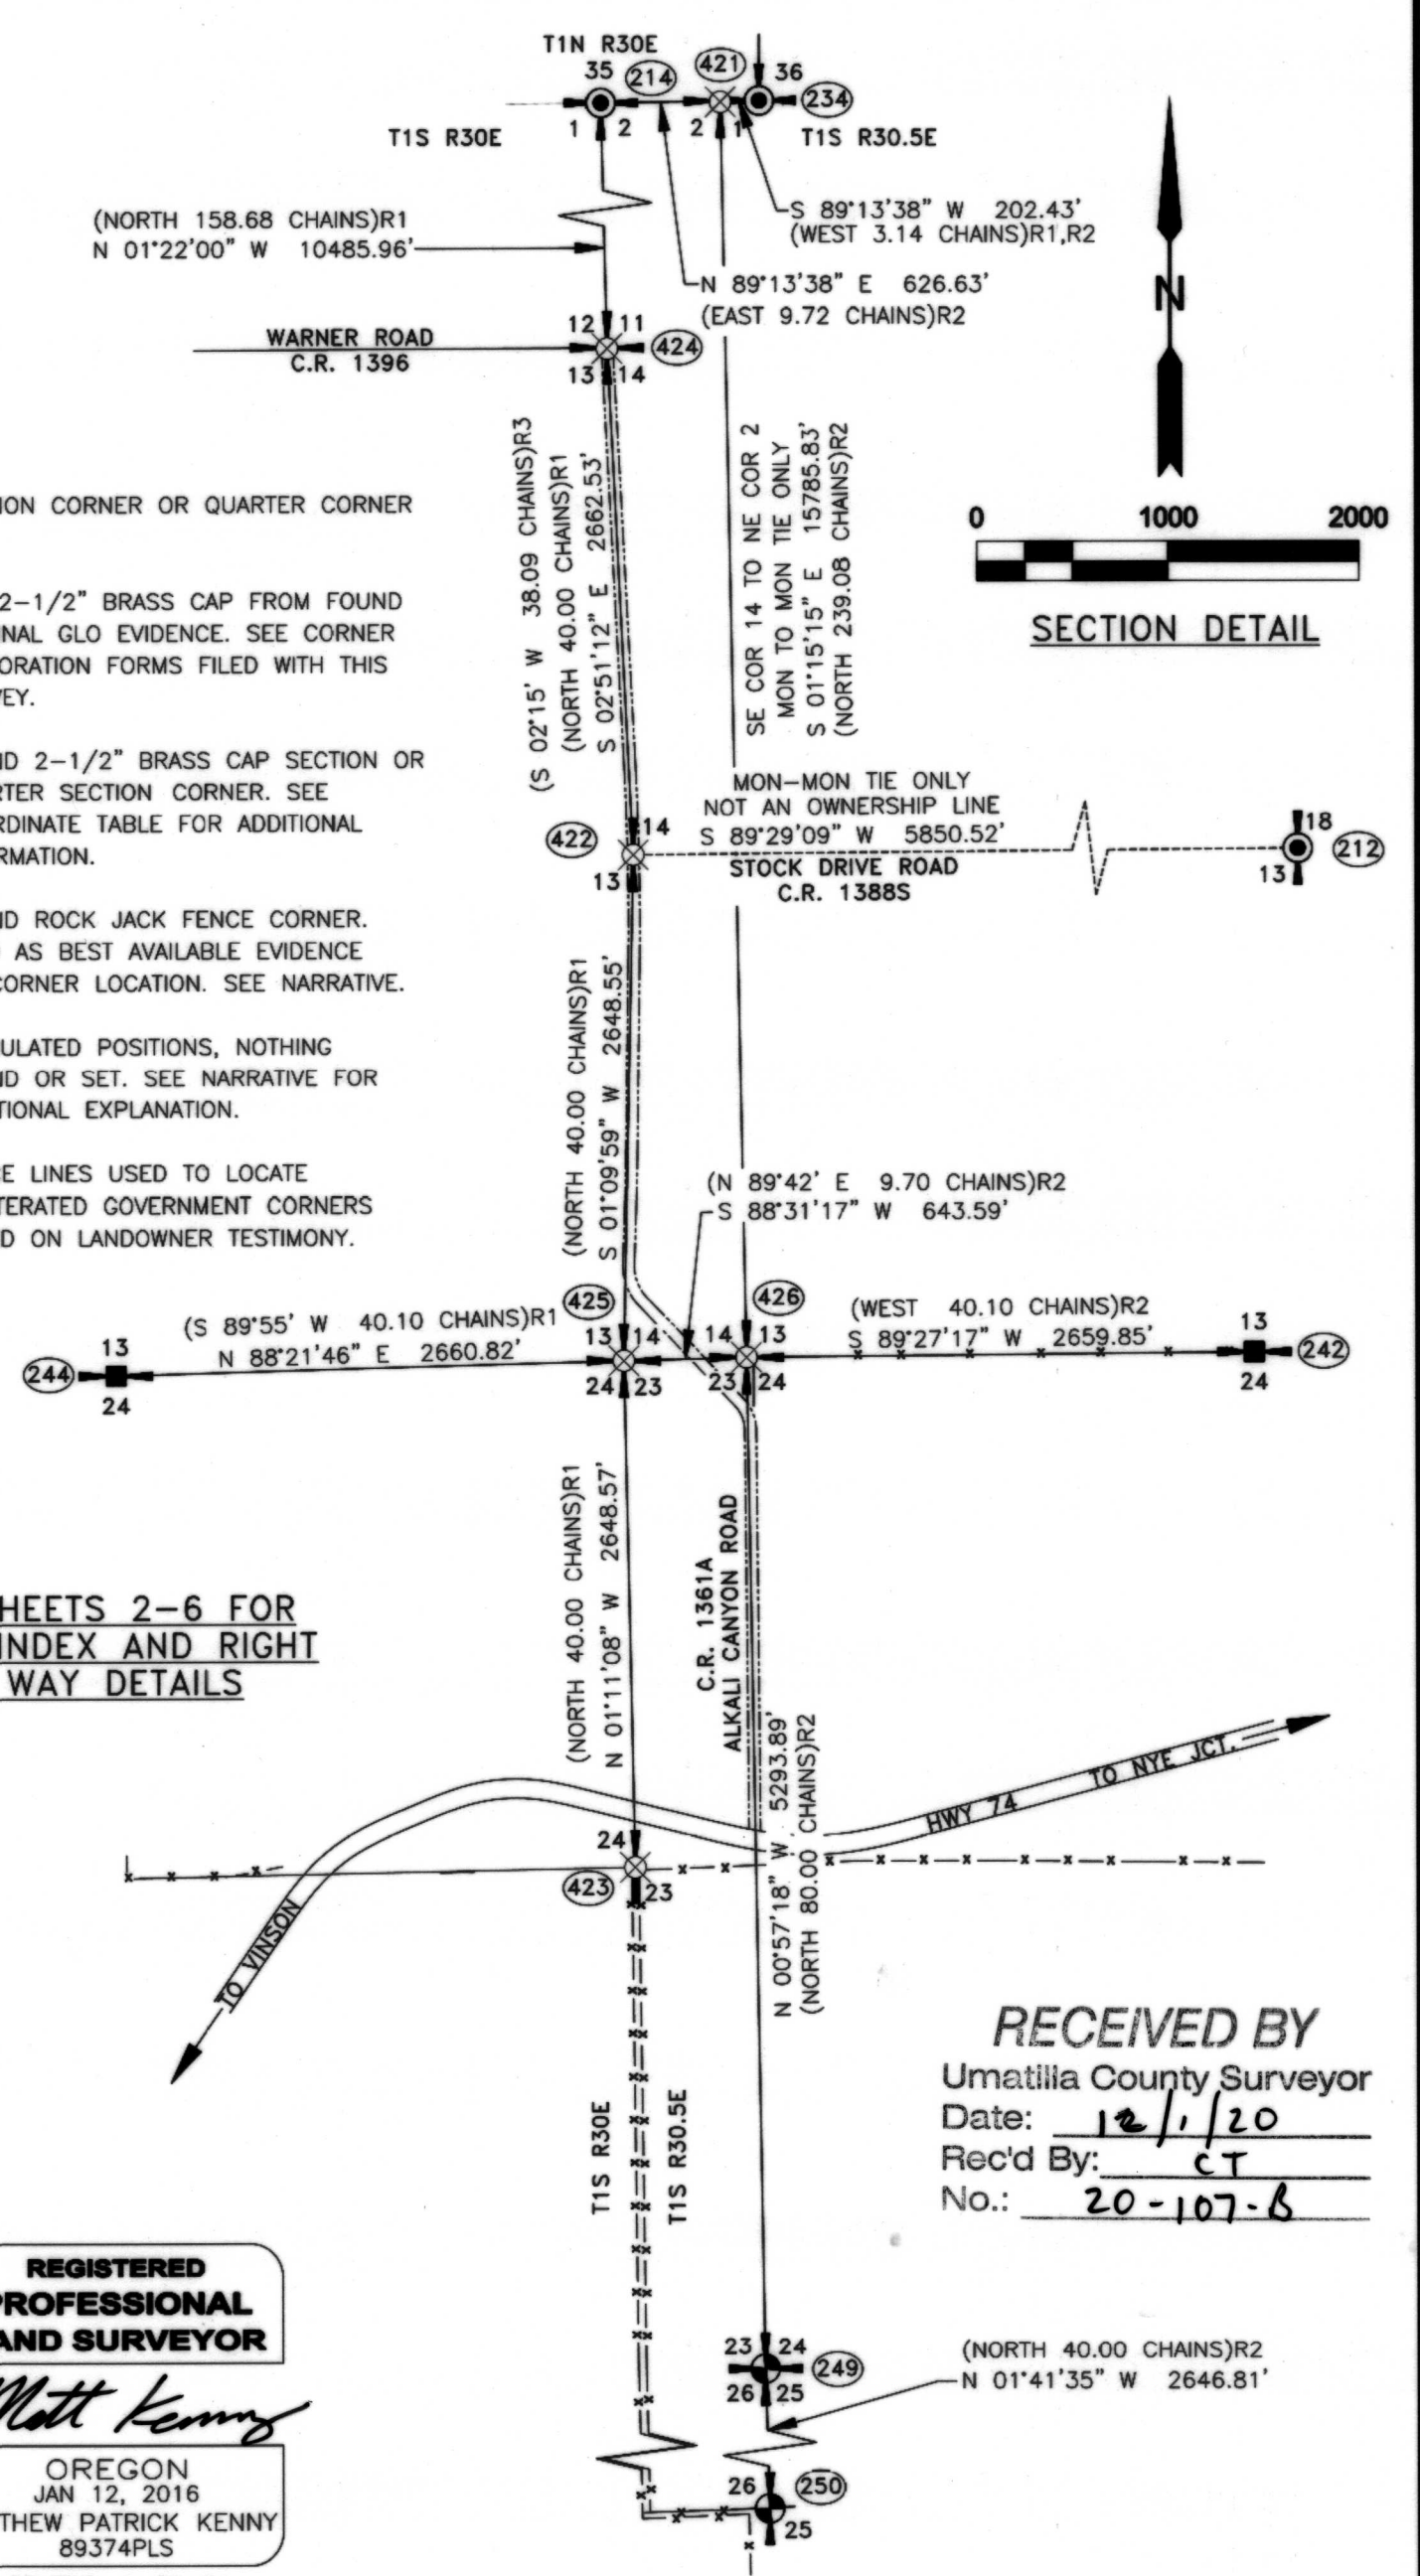 T1N R30E
35
214
421
36
234
1
2
2
1
T1S R30E
T1S R30.5E
(NORTH 158.68 CHAINS)R1
N 01°22'00" W 10485.96'
S 89°13'38" W 202.43'
(WEST 3.14 CHAINS)R1,R2
N 89°13'38" E 626.63'
(EAST 9.72 CHAINS)R2
N
WARNER ROAD
C.R. 1396
12
11
424
13
14
(S 02°15' W 38.09 CHAINS)R3
(NORTH 40.00 CHAINS)R1
S 02°51'12" E 2662.53'
SE COR 14 TO NE COR 2
MON TO MON TIE ONLY
S 01°15'15" E 15785.83'
(NORTH 239.08 CHAINS)R2
0
1000
2000
SECTION DETAIL
ION CORNER OR QUARTER CORNER
2-1/2" BRASS CAP FROM FOUND
INAL GLO EVIDENCE. SEE CORNER
ORATION FORMS FILED WITH THIS
VEY.
ND 2-1/2" BRASS CAP SECTION OR
RTER SECTION CORNER. SEE
RDINATE TABLE FOR ADDITIONAL
RMATION.
ND ROCK JACK FENCE CORNER.
AS BEST AVAILABLE EVIDENCE
CORNER LOCATION. SEE NARRATIVE.
ULATED POSITIONS, NOTHING
ND OR SET. SEE NARRATIVE FOR
TIONAL EXPLANATION.
CE LINES USED TO LOCATE
TERATED GOVERNMENT CORNERS
D ON LANDOWNER TESTIMONY.
MON-MON TIE ONLY
NOT AN OWNERSHIP LINE
S 89°29'09" W 5850.52'
STOCK DRIVE ROAD
C.R. 1388S
422
14
13
18
212
13
(NORTH 40.00 CHAINS)R1
S 01°09'59" W 2648.55'
(N 89°42' E 9.70 CHAINS)R2
S 88°31'17" W 643.59'
(S 89°55' W 40.10 CHAINS)R1
N 88°21'46" E 2660.82'
425
426
(WEST 40.10 CHAINS)R2
S 89°27'17" W 2659.85'
244
13
24
13
14
24
23
14
13
23
24
13
242
24
(NORTH 40.00 CHAINS)R1
N 01°11'08" W 2648.57'
C.R. 1361A
ALKALI CANYON ROAD
HEETS 2-6 FOR
INDEX AND RIGHT
WAY DETAILS
N 00°57'18" W 5293.89'
(NORTH 80.00 CHAINS)R2
HWY 74
TO NYE JCT.
TO VINSON
24
423
23
T1S R30E
T1S R30.5E
RECEIVED BY
Umatilla County Surveyor
Date: 12/1/20
Rec'd By: CT
No.: 20-107-B
23
24
249
26
25
(NORTH 40.00 CHAINS)R2
N 01°41'35" W 2646.81'
26
250
25
REGISTERED
PROFESSIONAL
AND SURVEYOR
Matt Kenny
OREGON
JAN 12, 2016
THEW PATRICK KENNY
89374PLS